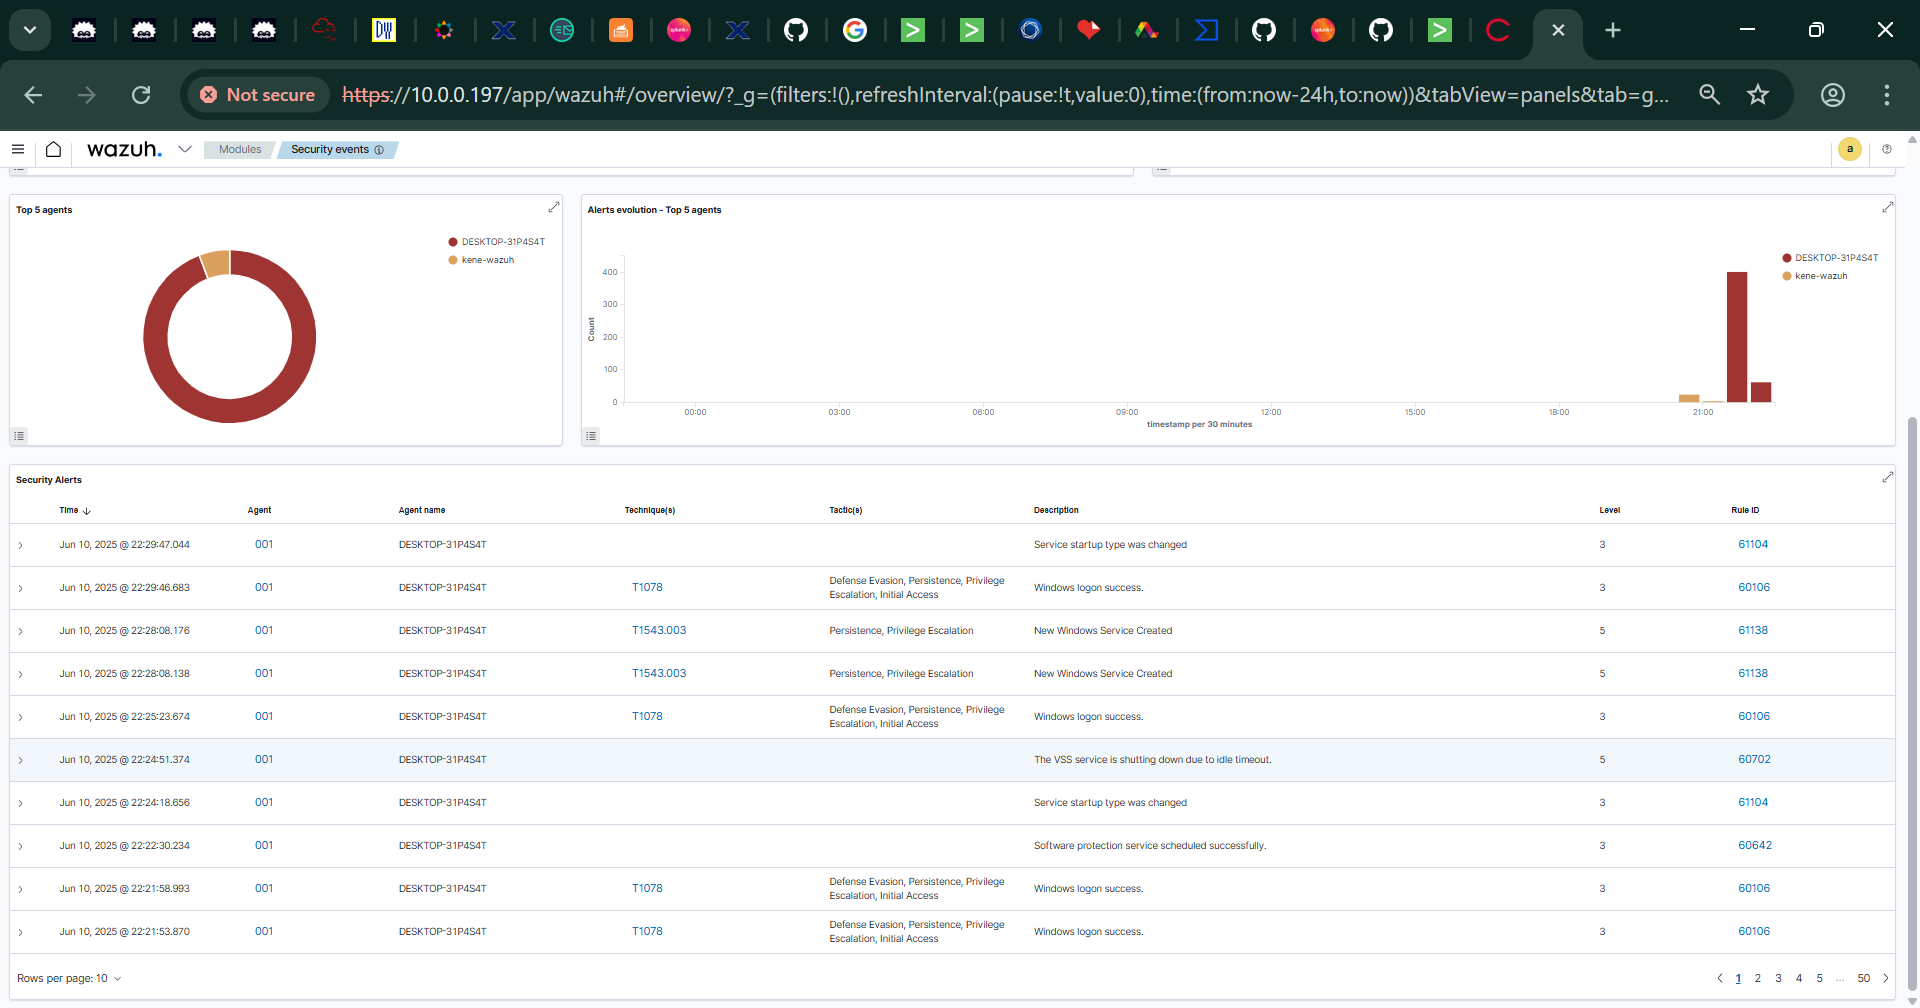 Not secure https://10.0.0.197/app/wazuh#/overview/?_g=(filters:!(),refreshInterval:(pause:!t,value:0),time:(from:now-24h,to:now))&tabView=panels&tab=g...
wazuh. Modules Security events a
Top 5 agents
DESKTOP-31P4S4T
kene-wazuh
Alerts evolution - Top 5 agents
DESKTOP-31P4S4T
kene-wazuh
Count
400
300
200
100
0
00:00 03:00 06:00 09:00 12:00 15:00 18:00 21:00
timestamp per 30 minutes
Security Alerts
Time Agent Agent name Technique(s) Tactic(s) Description Level Rule ID
Jun 10, 2025 @ 22:29:47.044 001 DESKTOP-31P4S4T Service startup type was changed 3 61104
Jun 10, 2025 @ 22:29:46.683 001 DESKTOP-31P4S4T T1078 Defense Evasion, Persistence, Privilege
Escalation, Initial Access Windows logon success. 3 60106
Jun 10, 2025 @ 22:28:08.176 001 DESKTOP-31P4S4T T1543.003 Persistence, Privilege Escalation New Windows Service Created 5 61138
Jun 10, 2025 @ 22:28:08.138 001 DESKTOP-31P4S4T T1543.003 Persistence, Privilege Escalation New Windows Service Created 5 61138
Jun 10, 2025 @ 22:25:23.674 001 DESKTOP-31P4S4T T1078 Defense Evasion, Persistence, Privilege
Escalation, Initial Access Windows logon success. 3 60106
Jun 10, 2025 @ 22:24:51.374 001 DESKTOP-31P4S4T The VSS service is shutting down due to idle timeout. 5 60702
Jun 10, 2025 @ 22:24:18.656 001 DESKTOP-31P4S4T Service startup type was changed 3 61104
Jun 10, 2025 @ 22:22:30.234 001 DESKTOP-31P4S4T Software protection service scheduled successfully. 3 60642
Jun 10, 2025 @ 22:21:58.993 001 DESKTOP-31P4S4T T1078 Defense Evasion, Persistence, Privilege
Escalation, Initial Access Windows logon success. 3 60106
Jun 10, 2025 @ 22:21:53.870 001 DESKTOP-31P4S4T T1078 Defense Evasion, Persistence, Privilege
Escalation, Initial Access Windows logon success. 3 60106
Rows per page: 10 1 2 3 4 5 ... 50